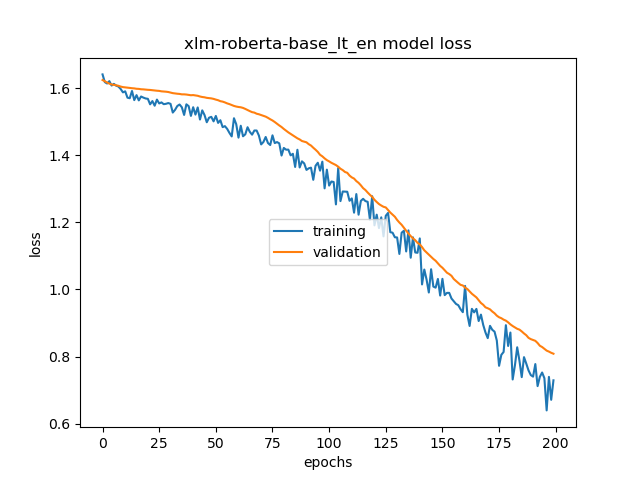 xlm-roberta-base_lt_en model loss
loss
1.6
1.4
1.2
1.0
0.8
0.6
training
validation
0 25 50 75 100 125 150 175 200
epochs